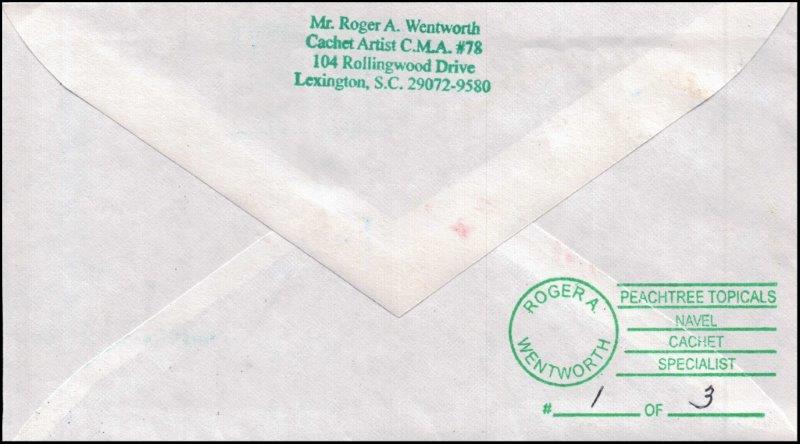 Mr. Roger A. Wentworth
Cachet Artist C.M.A. #78
104 Rollingwood Drive
Lexington, S.C. 29072-9580
ROGER A.
WENTWORTH
PEACHTREE TOPICALS
NAVEL
CACHET
SPECIALIST
# 1 OF 3